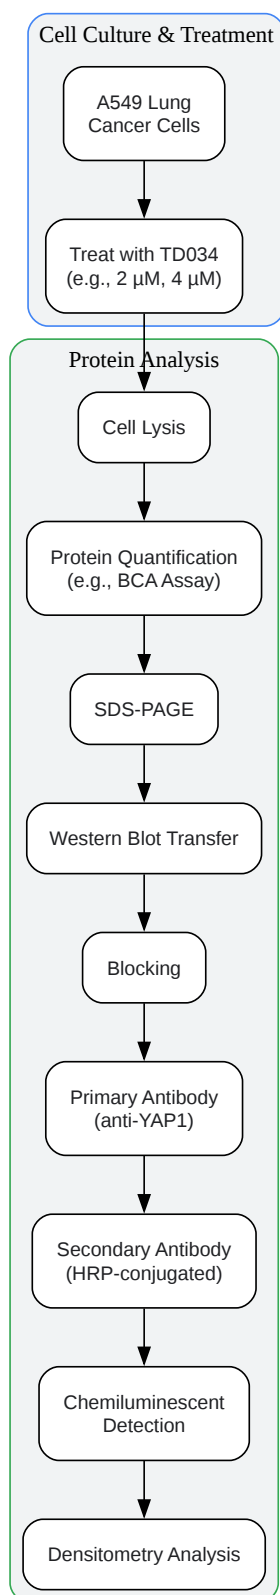 Cell Culture & Treatment
A549 Lung
Cancer Cells
Treat with TD034
(e.g., 2 µM, 4 µM)
Protein Analysis
Cell Lysis
Protein Quantification
(e.g., BCA Assay)
SDS-PAGE
Western Blot Transfer
Blocking
Primary Antibody
(anti-YAP1)
Secondary Antibody
(HRP-conjugated)
Chemiluminescent
Detection
Densitometry Analysis